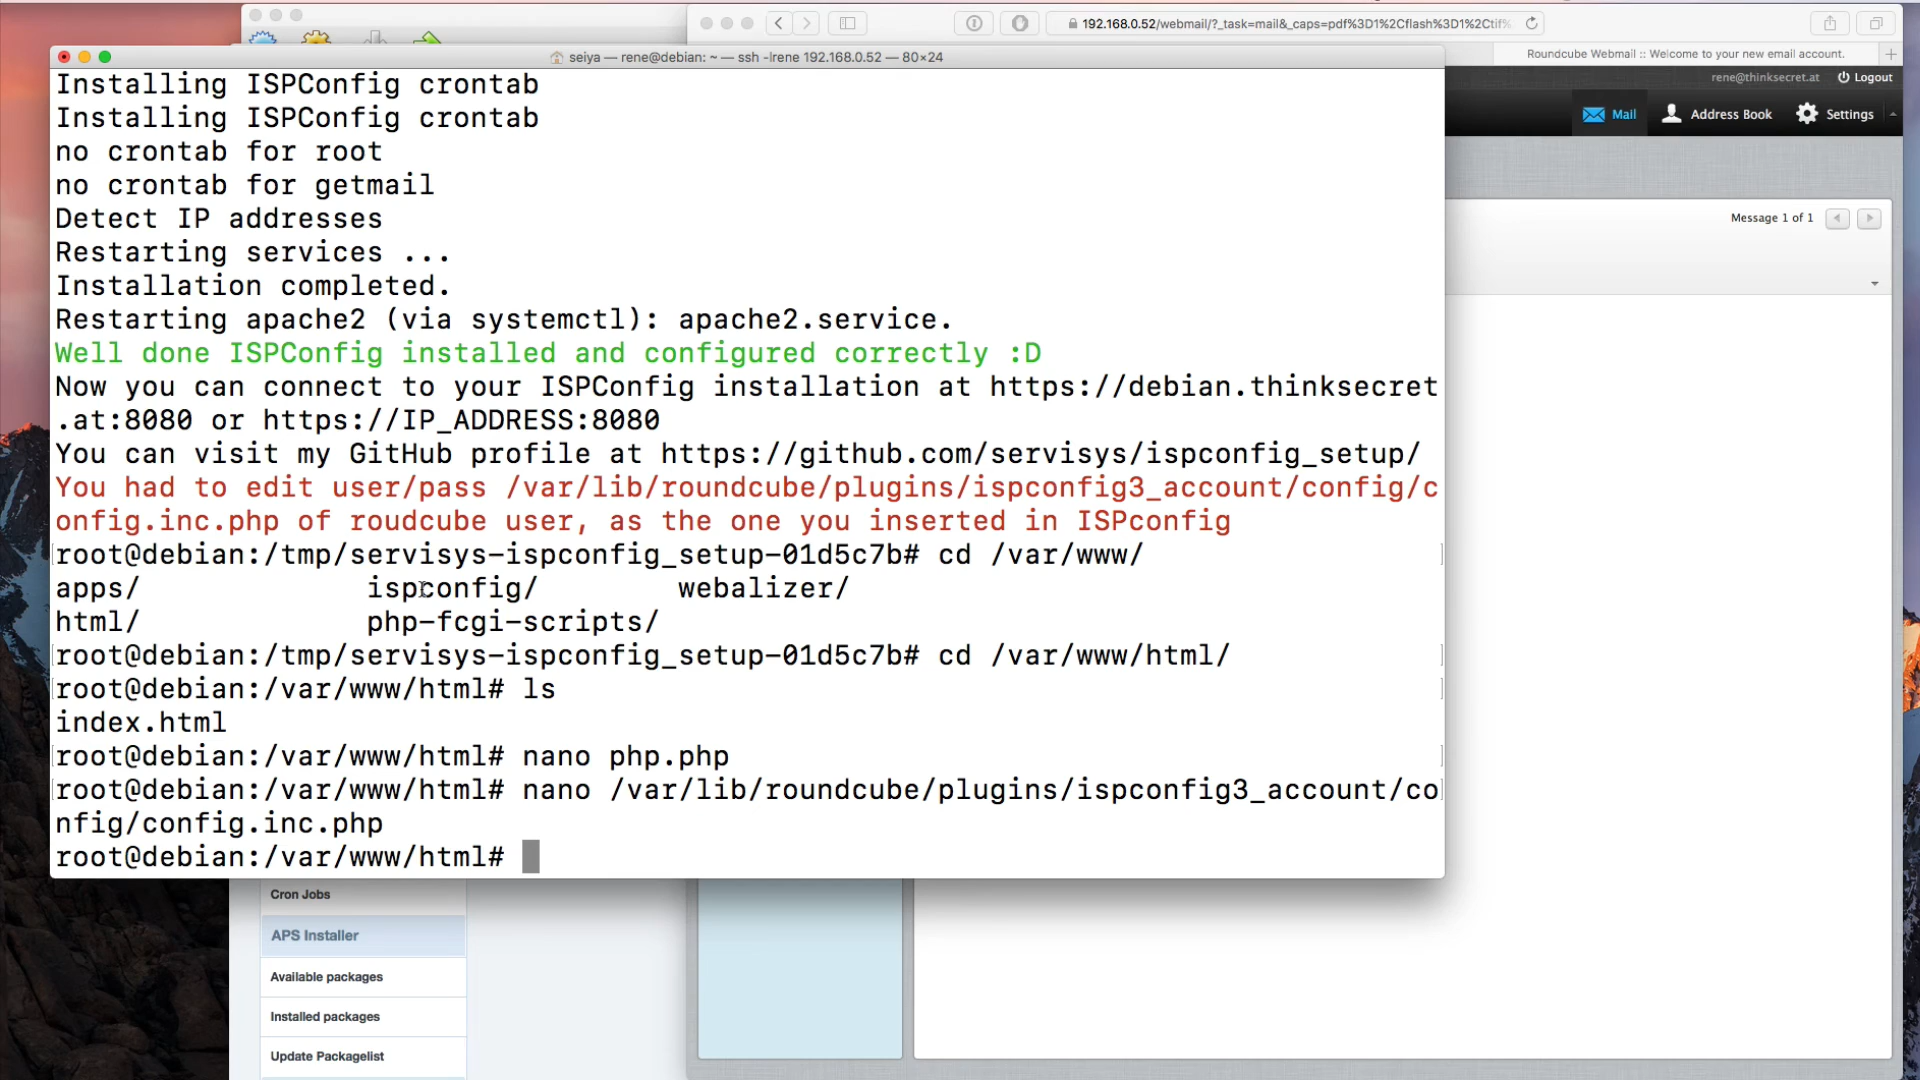 192.168.0.52/webmail/?_task=mail&_caps=pdf%3D1%2Cflash%3D1%2Ctif%
seiya — rene@debian: ~ — ssh -lrene 192.168.0.52 — 80×24
Roundcube Webmail :: Welcome to your new email account.
rene@thinksecret.at Logout
Mail Address Book Settings
Message 1 of 1
Installing ISPConfig crontab
Installing ISPConfig crontab
no crontab for root
no crontab for getmail
Detect IP addresses
Restarting services ...
Installation completed.
Restarting apache2 (via systemctl): apache2.service.
Well done ISPConfig installed and configured correctly :D
Now you can connect to your ISPConfig installation at https://debian.thinksecret
.at:8080 or https://IP_ADDRESS:8080
You can visit my GitHub profile at https://github.com/servisys/ispconfig_setup/
You had to edit user/pass /var/lib/roundcube/plugins/ispconfig3_account/config/c
onfig.inc.php of roudcube user, as the one you inserted in ISPconfig
root@debian:/tmp/servisys-ispconfig_setup-01d5c7b# cd /var/www/
apps/ ispconfig/ webalizer/
html/ php-fcgi-scripts/
root@debian:/tmp/servisys-ispconfig_setup-01d5c7b# cd /var/www/html/
root@debian:/var/www/html# ls
index.html
root@debian:/var/www/html# nano php.php
root@debian:/var/www/html# nano /var/lib/roundcube/plugins/ispconfig3_account/co
nfig/config.inc.php
root@debian:/var/www/html#
Cron Jobs
APS Installer
Available packages
Installed packages
Update Packagelist